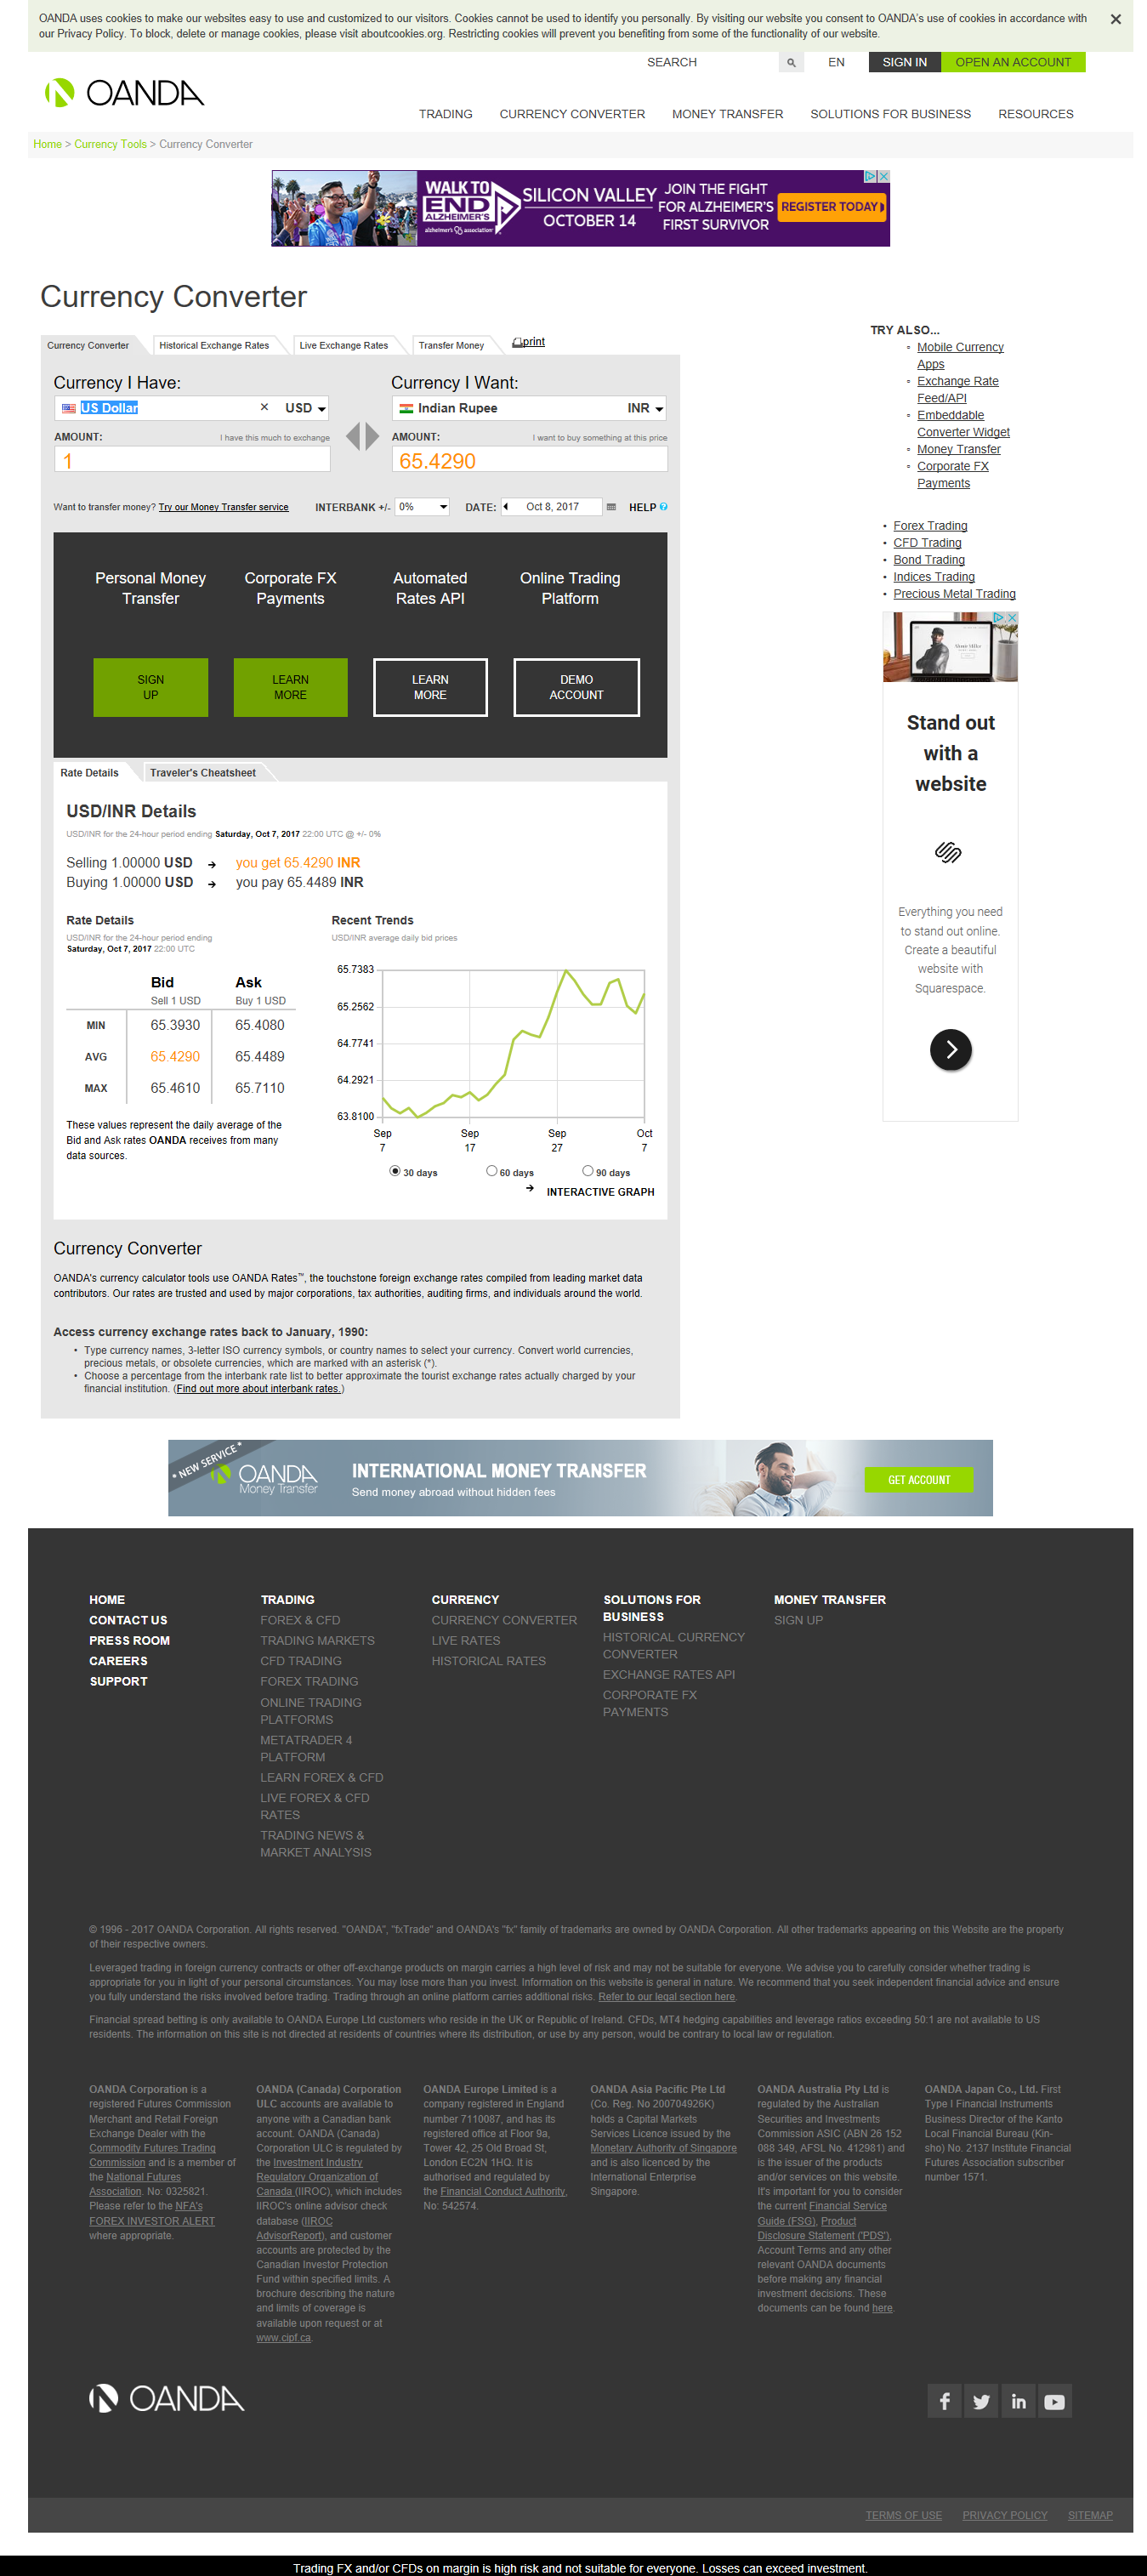 OANDA uses cookies to make our websites easy to use and customized to our visitors. Cookies cannot be used to identify you personally. By visiting our website you consent to OANDA's use of cookies in accordance with
our Privacy Policy. To block, delete or manage cookies, please visit aboutcookies.org. Restricting cookies will prevent you benefiting from some of the functionality of our website.
SEARCH EN SIGN IN OPEN AN ACCOUNT
OANDA
TRADING CURRENCY CONVERTER MONEY TRANSFER SOLUTIONS FOR BUSINESS RESOURCES
Home > Currency Tools > Currency Converter
WALK TO
END
ALZHEIMER'S
alzheimer's association
SILICON VALLEY
OCTOBER 14
JOIN THE FIGHT
FOR ALZHEIMER'S
FIRST SURVIVOR
REGISTER TODAY
Currency Converter
Currency Converter Historical Exchange Rates Live Exchange Rates Transfer Money print
Currency I Have: Currency I Want:
US Dollar USD Indian Rupee INR
AMOUNT: I have this much to exchange AMOUNT: I want to buy something at this price
1 65.4290
Want to transfer money? Try our Money Transfer service INTERBANK +/- 0% DATE: Oct 8, 2017 HELP ?
Personal Money
Transfer
Corporate FX
Payments
Automated
Rates API
Online Trading
Platform
SIGN
UP
LEARN
MORE
LEARN
MORE
DEMO
ACCOUNT
Rate Details Traveler's Cheatsheet
USD/INR Details
USD/INR for the 24-hour period ending Saturday, Oct 7, 2017 22:00 UTC @ +/- 0%
Selling 1.00000 USD you get 65.4290 INR
Buying 1.00000 USD you pay 65.4489 INR
Rate Details
USD/INR for the 24-hour period ending
Saturday, Oct 7, 2017 22:00 UTC
Bid Ask
Sell 1 USD Buy 1 USD
MIN 65.3930 65.4080
AVG 65.4290 65.4489
MAX 65.4610 65.7110
These values represent the daily average of the
Bid and Ask rates OANDA receives from many
data sources.
Recent Trends
USD/INR average daily bid prices
65.7383
65.2562
64.7741
64.2921
63.8100
Sep Sep Sep Oct
7 17 27 7
30 days 60 days 90 days
INTERACTIVE GRAPH
Currency Converter
OANDA's currency calculator tools use OANDA Rates™, the touchstone foreign exchange rates compiled from leading market data
contributors. Our rates are trusted and used by major corporations, tax authorities, auditing firms, and individuals around the world.
Access currency exchange rates back to January, 1990:
• Type currency names, 3-letter ISO currency symbols, or country names to select your currency. Convert world currencies,
precious metals, or obsolete currencies, which are marked with an asterisk (*).
• Choose a percentage from the interbank rate list to better approximate the tourist exchange rates actually charged by your
financial institution. (Find out more about interbank rates.)
TRY ALSO...
Mobile Currency
Apps
Exchange Rate
Feed/API
Embeddable
Converter Widget
Money Transfer
Corporate FX
Payments
• Forex Trading
• CFD Trading
• Bond Trading
• Indices Trading
• Precious Metal Trading
Stand out
with a
website
Everything you need
to stand out online.
Create a beautiful
website with
Squarespace.
* NEW SERVICE *
OANDA
Money Transfer
INTERNATIONAL MONEY TRANSFER
Send money abroad without hidden fees
GET ACCOUNT
HOME
CONTACT US
PRESS ROOM
CAREERS
SUPPORT
TRADING
FOREX & CFD
TRADING MARKETS
CFD TRADING
FOREX TRADING
ONLINE TRADING
PLATFORMS
METATRADER 4
PLATFORM
LEARN FOREX & CFD
LIVE FOREX & CFD
RATES
TRADING NEWS &
MARKET ANALYSIS
CURRENCY
CURRENCY CONVERTER
LIVE RATES
HISTORICAL RATES
SOLUTIONS FOR
BUSINESS
HISTORICAL CURRENCY
CONVERTER
EXCHANGE RATES API
CORPORATE FX
PAYMENTS
MONEY TRANSFER
SIGN UP
© 1996 - 2017 OANDA Corporation. All rights reserved. "OANDA", "fxTrade" and OANDA's "fx" family of trademarks are owned by OANDA Corporation. All other trademarks appearing on this Website are the property
of their respective owners.
Leveraged trading in foreign currency contracts or other off-exchange products on margin carries a high level of risk and may not be suitable for everyone. We advise you to carefully consider whether trading is
appropriate for you in light of your personal circumstances. You may lose more than you invest. Information on this website is general in nature. We recommend that you seek independent financial advice and ensure
you fully understand the risks involved before trading. Trading through an online platform carries additional risks. Refer to our legal section here.
Financial spread betting is only available to OANDA Europe Ltd customers who reside in the UK or Republic of Ireland. CFDs, MT4 hedging capabilities and leverage ratios exceeding 50:1 are not available to US
residents. The information on this site is not directed at residents of countries where its distribution, or use by any person, would be contrary to local law or regulation.
OANDA Corporation is a
registered Futures Commission
Merchant and Retail Foreign
Exchange Dealer with the
Commodity Futures Trading
Commission and is a member of
the National Futures
Association. No: 0325821.
Please refer to the NFA's
FOREX INVESTOR ALERT
where appropriate.
OANDA (Canada) Corporation
ULC accounts are available to
anyone with a Canadian bank
account. OANDA (Canada)
Corporation ULC is regulated by
the Investment Industry
Regulatory Organization of
Canada (IIROC), which includes
IIROC's online advisor check
database (IIROC
AdvisorReport), and customer
accounts are protected by the
Canadian Investor Protection
Fund within specified limits. A
brochure describing the nature
and limits of coverage is
available upon request or at
www.cipf.ca.
OANDA Europe Limited is a
company registered in England
number 7110087, and has its
registered office at Floor 9a,
Tower 42, 25 Old Broad St,
London EC2N 1HQ. It is
authorised and regulated by
the Financial Conduct Authority,
No: 542574.
OANDA Asia Pacific Pte Ltd
(Co. Reg. No 200704926K)
holds a Capital Markets
Services Licence issued by the
Monetary Authority of Singapore
and is also licenced by the
International Enterprise
Singapore.
OANDA Australia Pty Ltd is
regulated by the Australian
Securities and Investments
Commission ASIC (ABN 26 152
088 349, AFSL No. 412981) and
is the issuer of the products
and/or services on this website.
It's important for you to consider
the current Financial Service
Guide (FSG), Product
Disclosure Statement ('PDS'),
Account Terms and any other
relevant OANDA documents
before making any financial
investment decisions. These
documents can be found here.
OANDA Japan Co., Ltd. First
Type I Financial Instruments
Business Director of the Kanto
Local Financial Bureau (Kin-
sho) No. 2137 Institute Financial
Futures Association subscriber
number 1571.
OANDA
TERMS OF USE PRIVACY POLICY SITEMAP
Trading FX and/or CFDs on margin is high risk and not suitable for everyone. Losses can exceed investment.